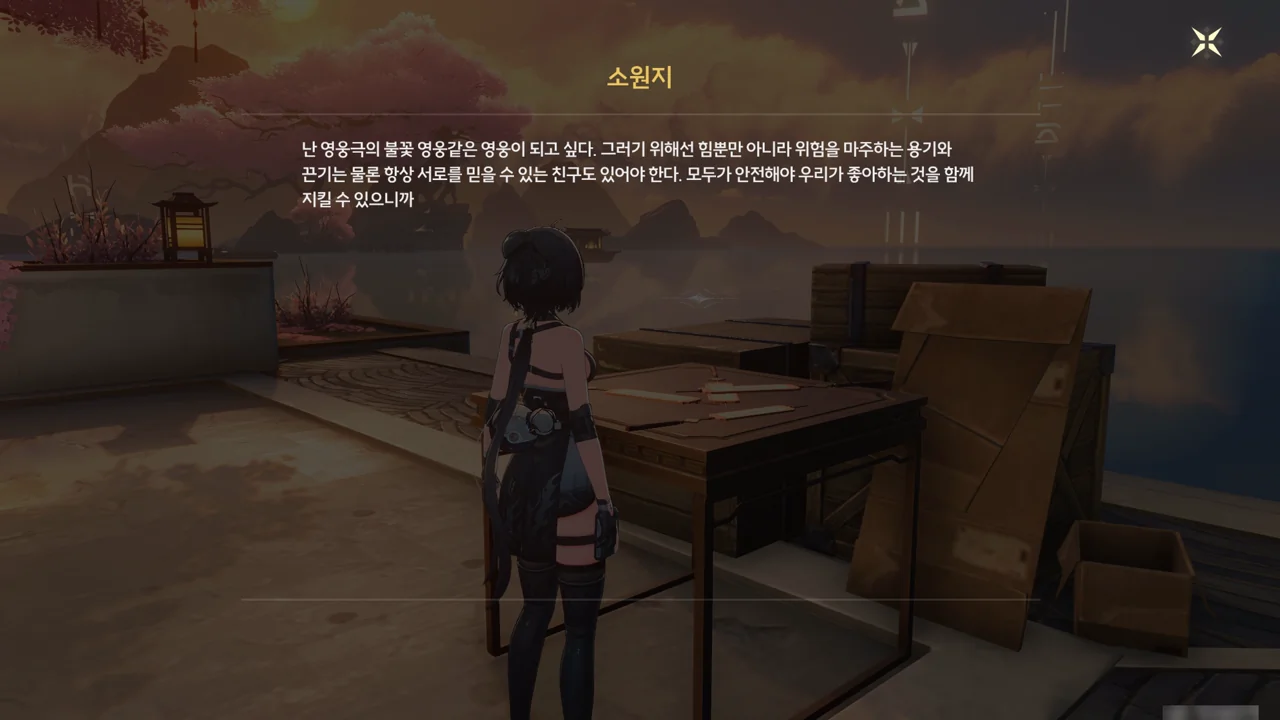 소원지
난 영웅극의 불꽃 영웅같은 영웅이 되고 싶다. 그러기 위해선 힘뿐만 아니라 위험을 마주하는 용기와
끈기는 물론 항상 서로를 믿을 수 있는 친구도 있어야 한다. 모두가 안전해야 우리가 좋아하는 것을 함께
지킬 수 있으니까